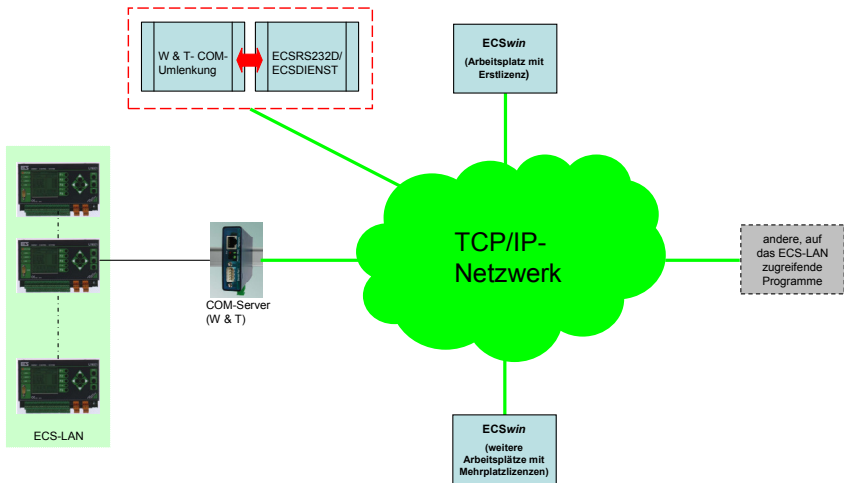 W & T- COM-
Umlenkung
ECSRS232D/
ECSDIENST
ECSwin
(Arbeitsplatz mit
Erstlizenz)
TCP/IP-
Netzwerk
andere, auf
das ECS-LAN
zugreifende
Programme
COM-Server
(W & T)
ECS-LAN
ECSwin
(weitere
Arbeitsplätze mit
Mehrplatzlizenzen)